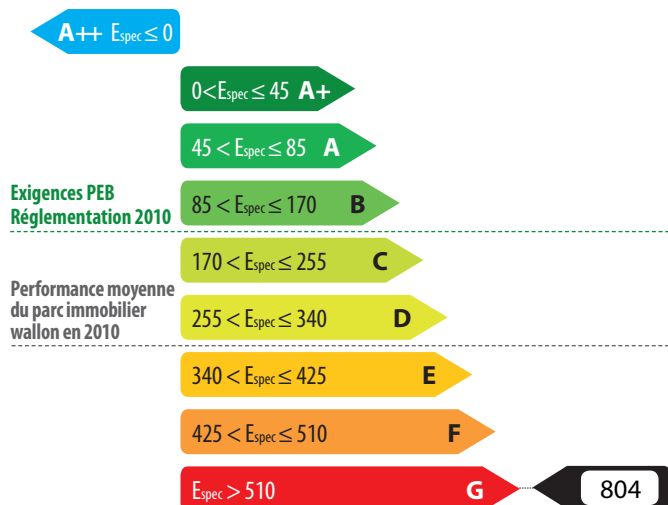 A++ Espec ≤ 0
0<Espec ≤ 45 A+
45 < Espec ≤ 85 A
Exigences PEB
Réglementation 2010
85 < Espec ≤ 170 B
170 < Espec ≤ 255 C
Performance moyenne
du parc immobilier
wallon en 2010
255 < Espec ≤ 340 D
340 < Espec ≤ 425 E
425 < Espec ≤ 510 F
Espec > 510 G 804